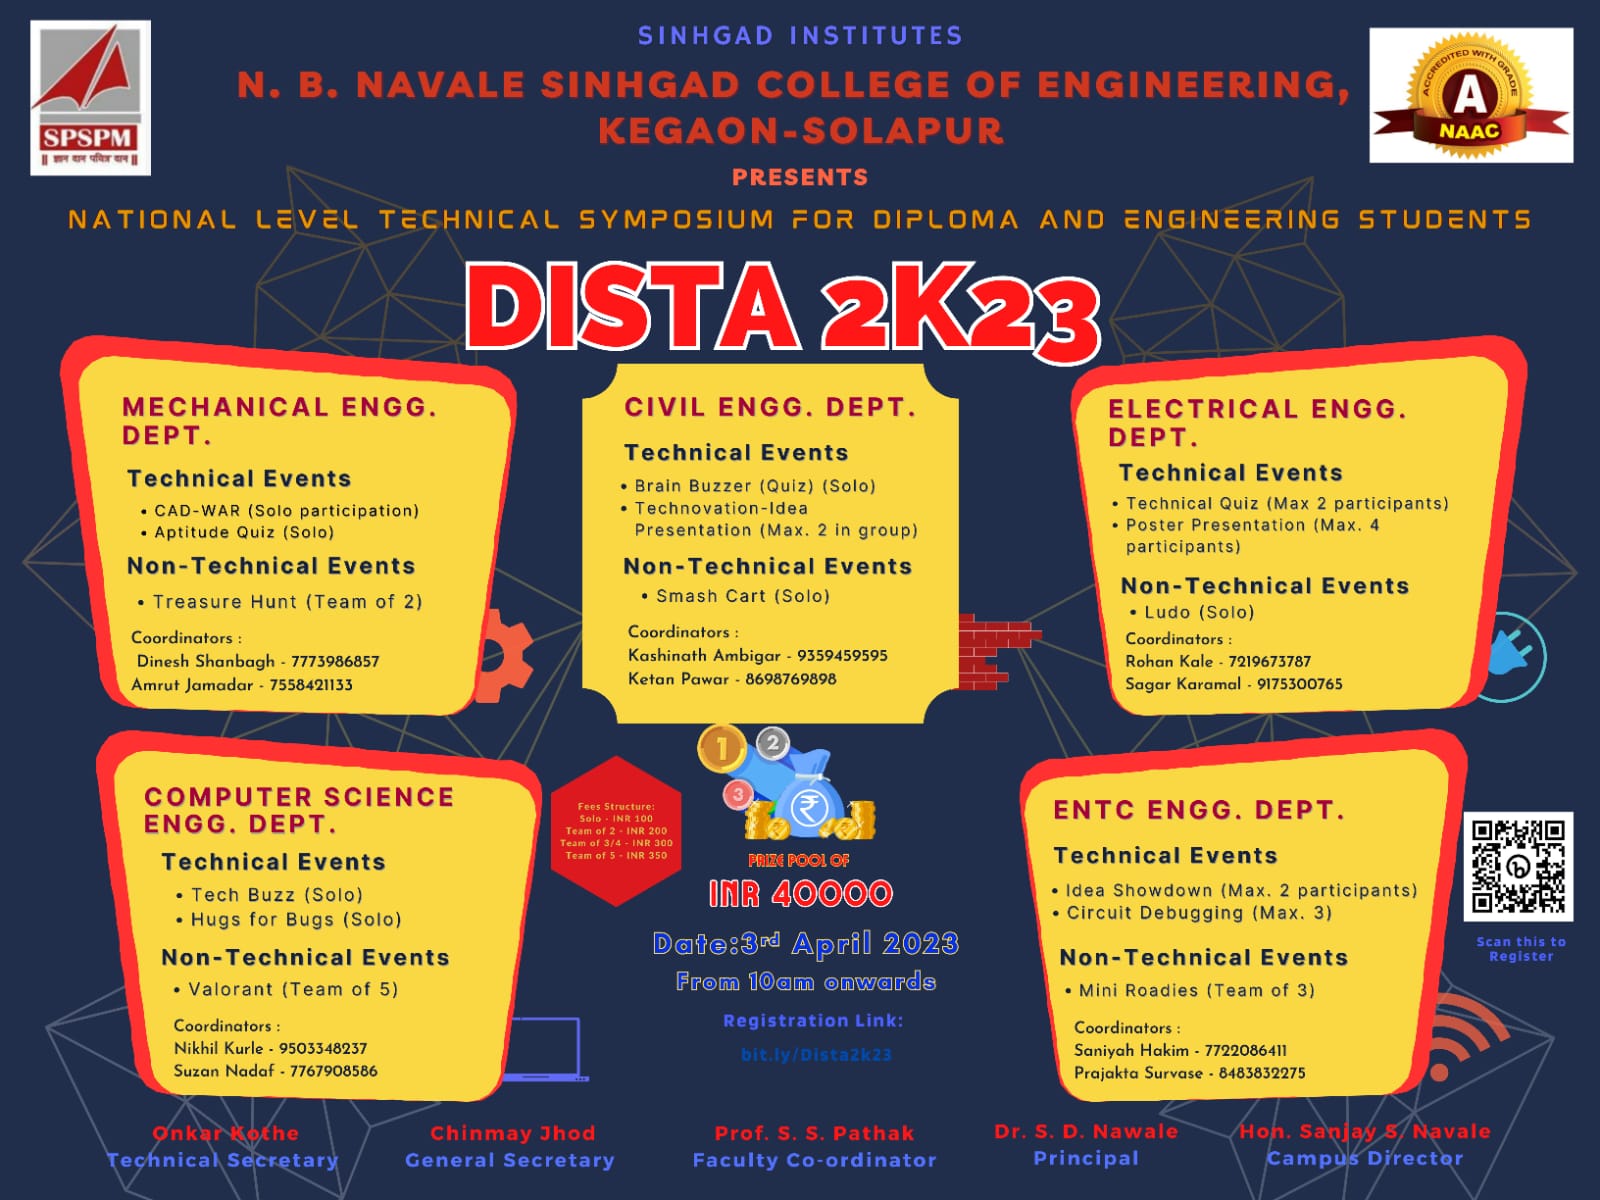 SINHGAD INSTITUTES
N. B. NAVALE SINHGAD COLLEGE OF ENGINEERING,
KEGAON-SOLAPUR
PRESENTS
NATIONAL LEVEL TECHNICAL SYMPOSIUM FOR DIPLOMA AND ENGINEERING STUDENTS
SPSPM
|| ज्ञान दान पवित्र दान ||
ACCREDITED WITH GRADE
A
NAAC
DISTA 2K23
MECHANICAL ENGG.
DEPT.
Technical Events
• CAD-WAR (Solo participation)
• Aptitude Quiz (Solo)
Non-Technical Events
• Treasure Hunt (Team of 2)
Coordinators :
Dinesh Shanbagh - 7773986857
Amrut Jamadar - 7558421133
CIVIL ENGG. DEPT.
Technical Events
• Brain Buzzer (Quiz) (Solo)
• Technovation-Idea
Presentation (Max. 2 in group)
Non-Technical Events
• Smash Cart (Solo)
Coordinators :
Kashinath Ambigar - 9359459595
Ketan Pawar - 8698769898
ELECTRICAL ENGG.
DEPT.
Technical Events
• Technical Quiz (Max 2 participants)
• Poster Presentation (Max. 4
participants)
Non-Technical Events
• Ludo (Solo)
Coordinators :
Rohan Kale - 7219673787
Sagar Karamal - 9175300765
COMPUTER SCIENCE
ENGG. DEPT.
Technical Events
• Tech Buzz (Solo)
• Hugs for Bugs (Solo)
Non-Technical Events
• Valorant (Team of 5)
Coordinators :
Nikhil Kurle - 9503348237
Suzan Nadaf - 7767908586
Fees Structure:
Solo - INR 100
Team of 2 - INR 200
Team of 3/4 - INR 300
Team of 5 - INR 350
1
2
3
₹
PRIZE POOL OF
INR 40000
Date:3rd April 2023
From 10am onwards
Registration Link:
bit.ly/Dista2k23
ENTC ENGG. DEPT.
Technical Events
• Idea Showdown (Max. 2 participants)
• Circuit Debugging (Max. 3)
Non-Technical Events
• Mini Roadies (Team of 3)
Coordinators :
Saniyah Hakim - 7722086411
Prajakta Survase - 8483832275
Scan this to
Register
Onkar Kothe
Technical Secretary
Chinmay Jhod
General Secretary
Prof. S. S. Pathak
Faculty Co-ordinator
Dr. S. D. Nawale
Principal
Hon. Sanjay S. Navale
Campus Director